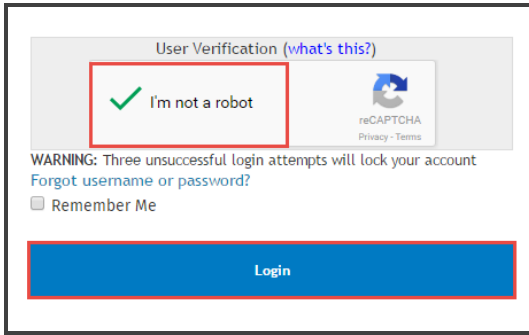 User Verification (what's this?)
I'm not a robot
reCAPTCHA
Privacy - Terms
WARNING: Three unsuccessful login attempts will lock your account
Forgot username or password?
Remember Me
Login